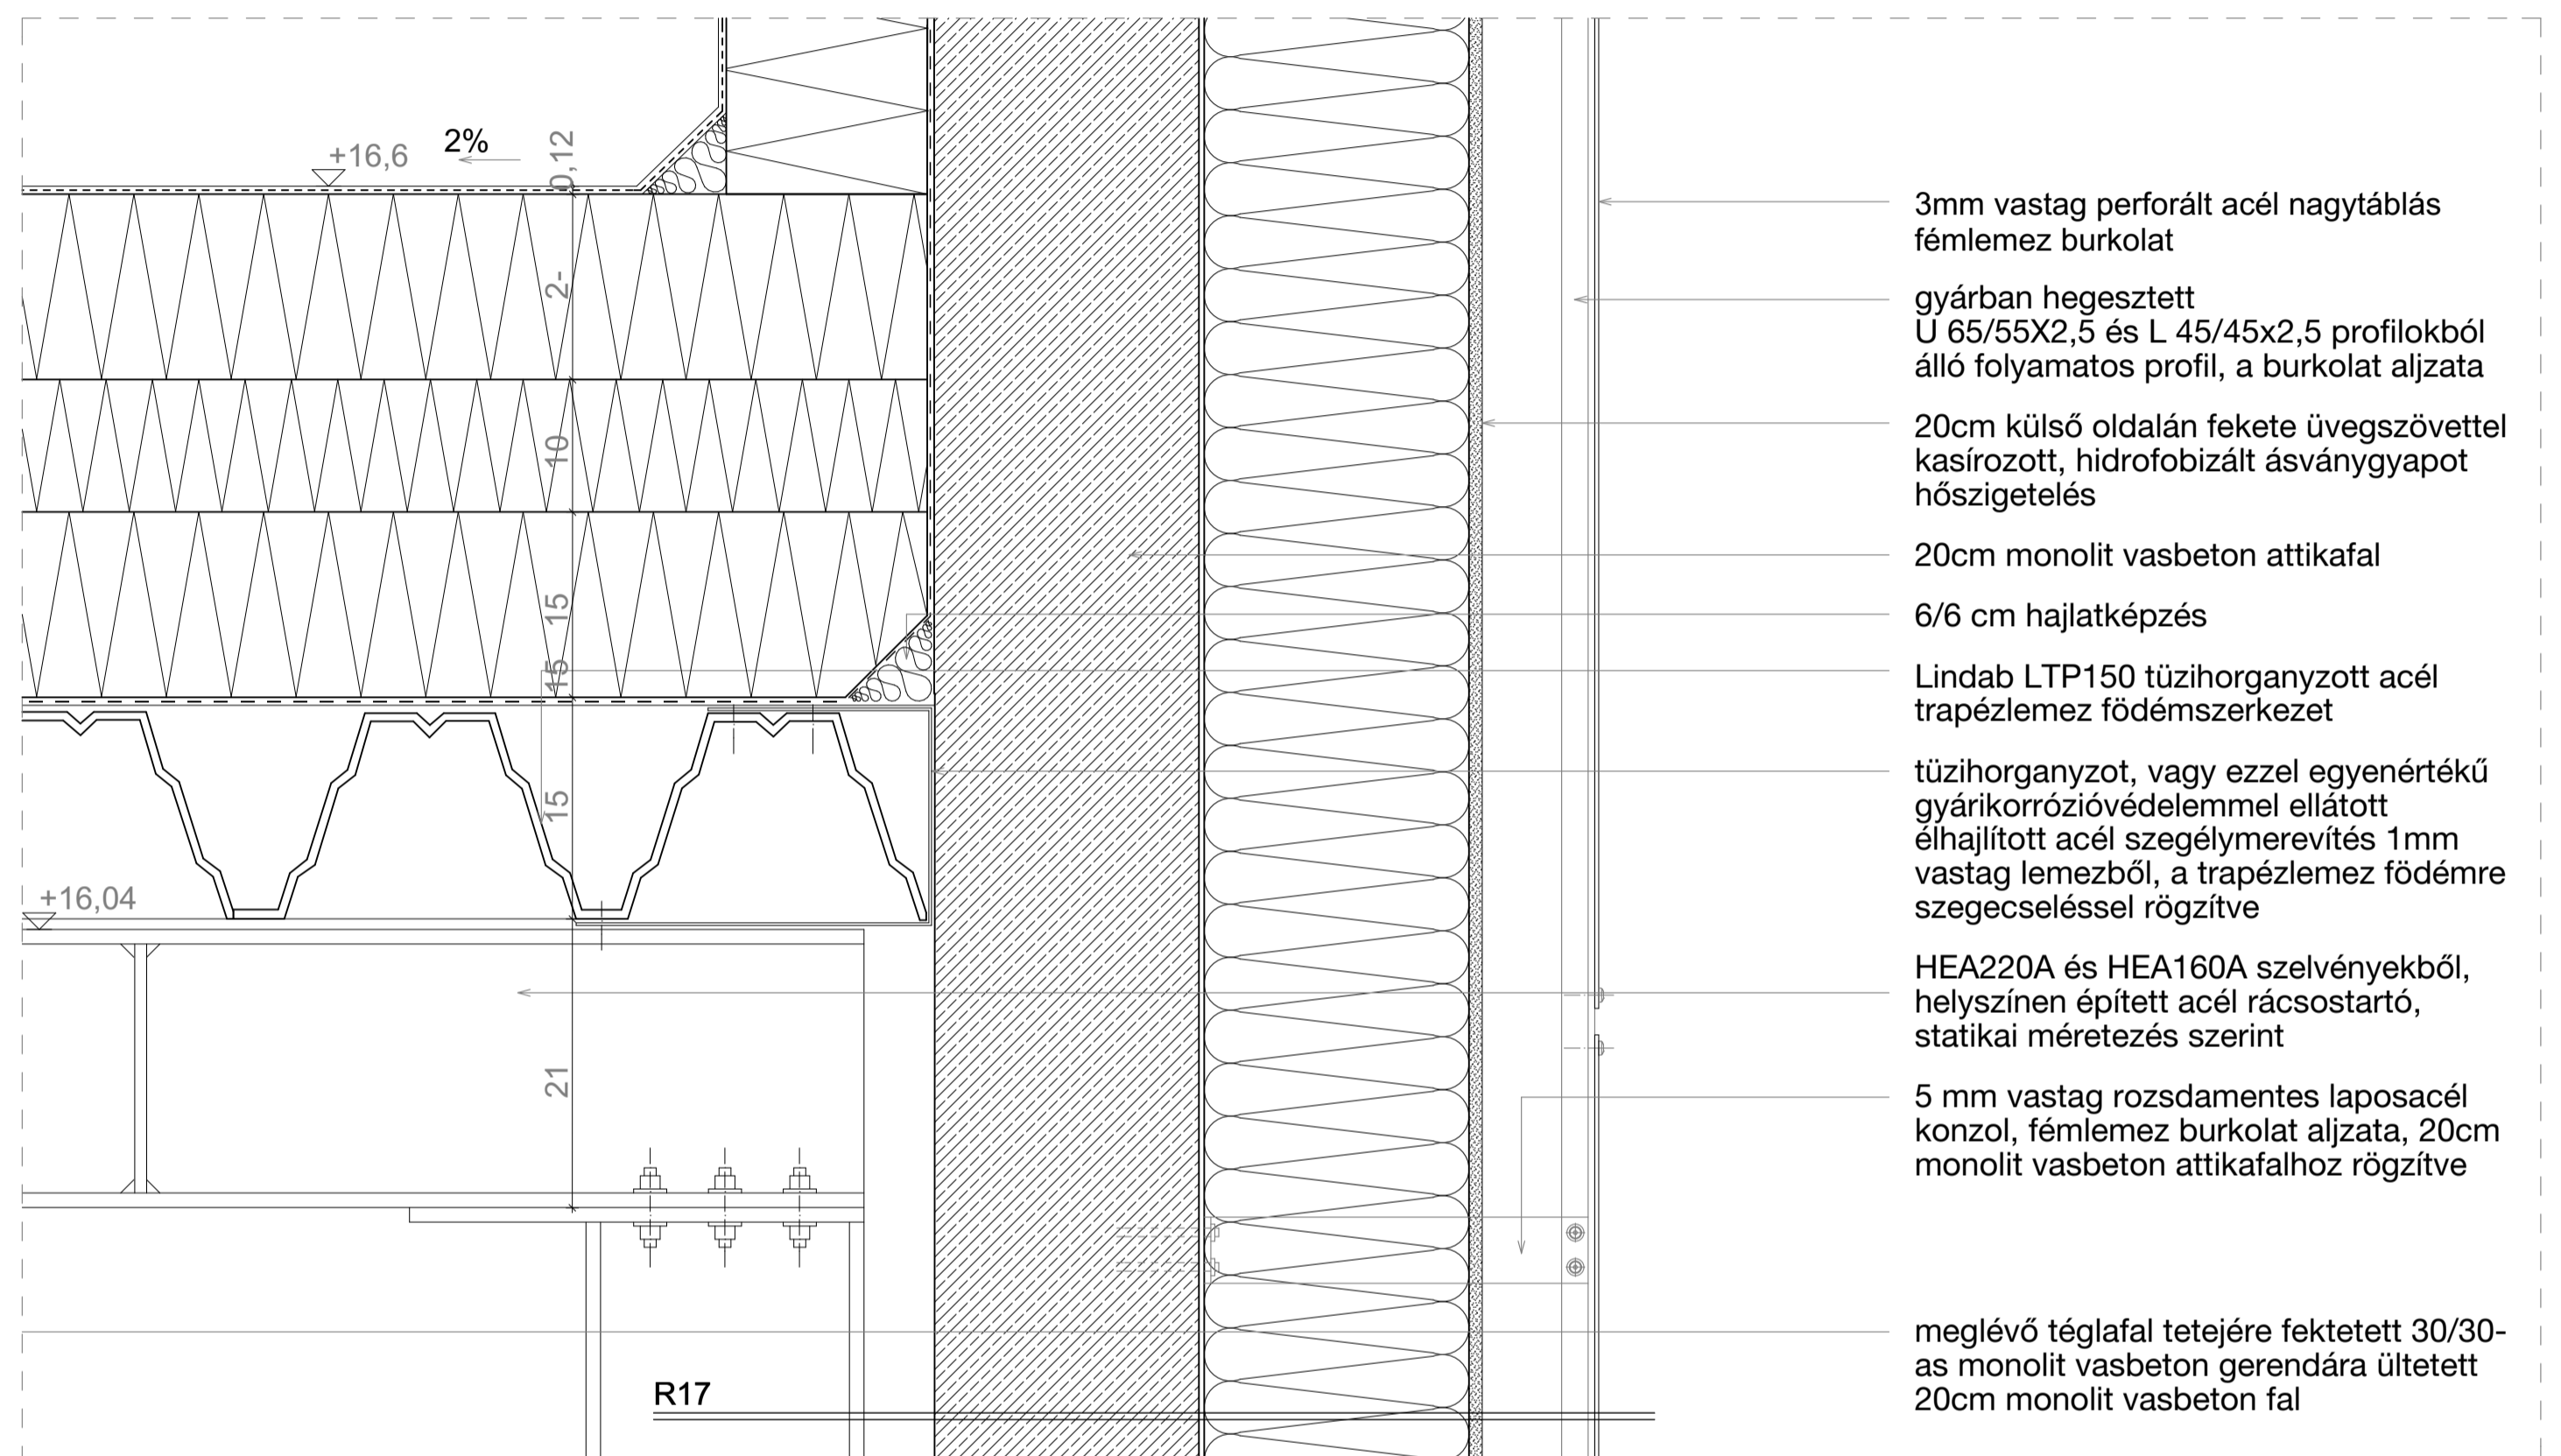 +16,6
2%
0,12
2-
10
15
15
15
+16,04
21
R17
3mm vastag perforált acél nagytáblás
fémlemez burkolat
gyárban hegesztett
U 65/55X2,5 és L 45/45x2,5 profilokból
álló folyamatos profil, a burkolat aljzata
20cm külső oldalán fekete üvegszövettel
kasírozott, hidrofobizált ásványgyapot
hőszigetelés
20cm monolit vasbeton attikafal
6/6 cm hajlatképzés
Lindab LTP150 tüzihorganyzott acél
trapézlemez födémszerkezet
tüzihorganyzot, vagy ezzel egyenértékű
gyárikorrózióvédelemmel ellátott
élhajlított acél szegélymerevítés 1mm
vastag lemezből, a trapézlemez födémre
szegecseléssel rögzítve
HEA220A és HEA160A szelvényekből,
helyszínen épített acél rácsostartó,
statikai méretezés szerint
5 mm vastag rozsdamentes laposacél
konzol, fémlemez burkolat aljzata, 20cm
monolit vasbeton attikafalhoz rögzítve
meglévő téglafal tetejére fektetett 30/30-
as monolit vasbeton gerendára ültetett
20cm monolit vasbeton fal